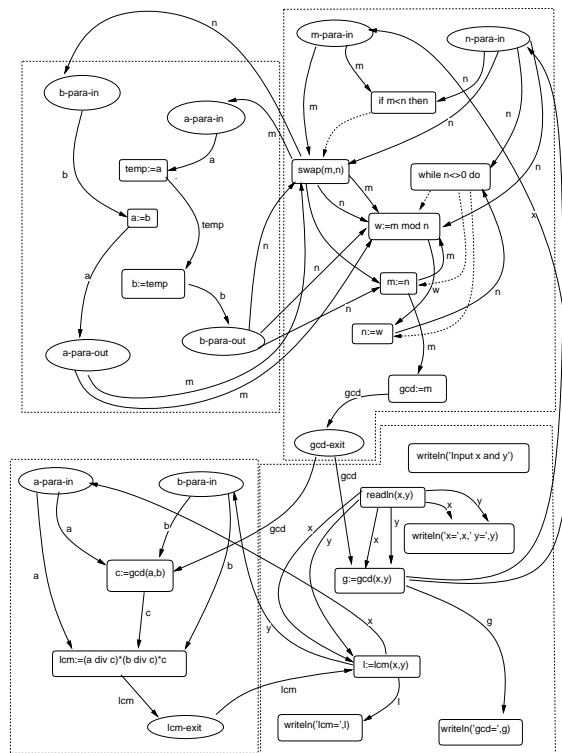 n
m-para-in
n-para-in
b-para-in
m
n
a-para-in
if m<n then
m
m
a
n
n
temp:=a
swap(m,n)
while n<>0 do
n
b
m
n
x
a:=b
temp
w:=m mod n
n
m
a
n
b:=temp
m:=n
w
n
b
n
n:=w
b-para-out
m
a-para-out
m
m
gcd:=m
gcd
gcd-exit
writeln('Input x and y')
gcd
a-para-in
b-para-in
readln(x,y)
x
y
a
b
gcd
x
y
x
y
writeln('x=',x,' y=',y)
a
c:=gcd(a,b)
b
g:=gcd(x,y)
c
y
x
g
lcm:=(a div c)*(b div c)*c
l:=lcm(x,y)
lcm
lcm
l
lcm-exit
writeln('lcm=',l)
writeln('gcd=',g)